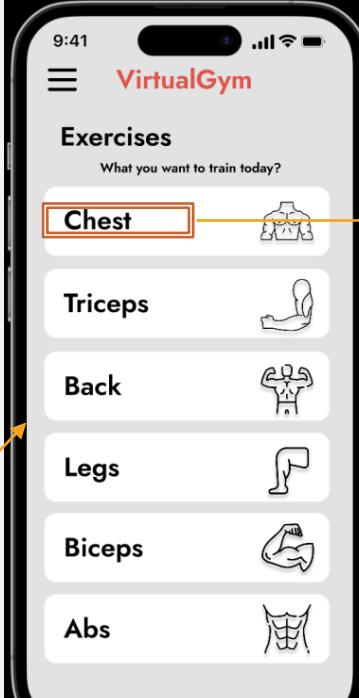 9:41
VirtualGym
Exercises
What you want to train today?
Chest
Triceps
Back
Legs
Biceps
Abs